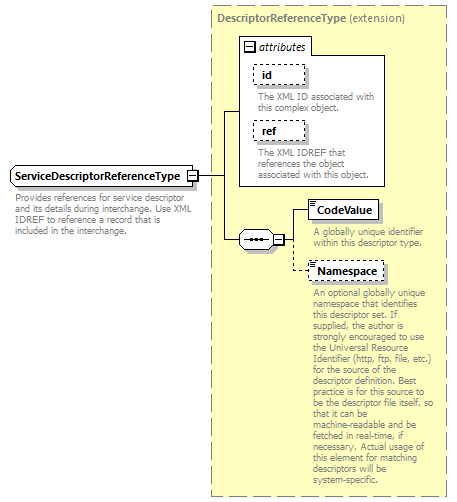 DescriptorReferenceType (extension)
attributes
id
The XML ID associated with
this complex object.
ref
The XML IDREF that
references the object
associated with this object.
ServiceDescriptorReferenceType
Provides references for service descriptor
and its details during interchange. Use XML
IDREF to reference a record that is
included in the interchange.
CodeValue
A globally unique identifier
within this descriptor type.
Namespace
An optional globally unique
namespace that identifies
this descriptor set. If
supplied, the author is
strongly encouraged to use
the Universal Resource
Identifier (http, ftp, file, etc.)
for the source of the
descriptor definition. Best
practice is for this source to
be the descriptor file itself, so
that it can be
machine-readable and be
fetched in real-time, if
necessary. Actual usage of
this element for matching
descriptors will be
system-specific.